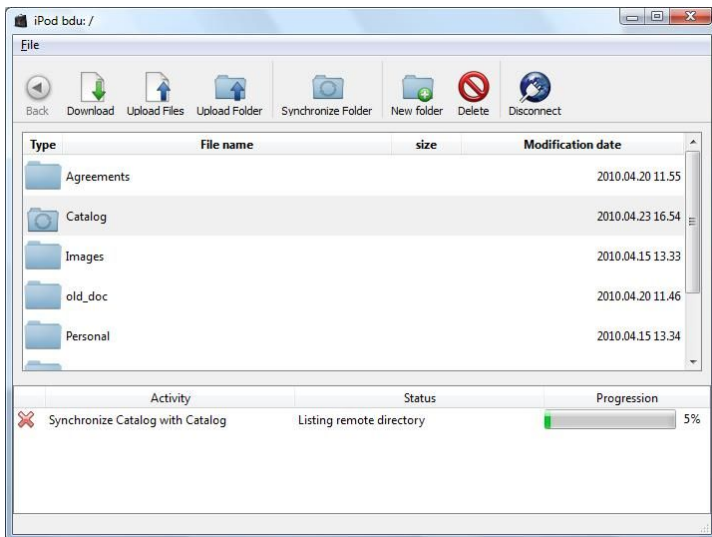 iPod bdu: /
File
Back Download Upload Files Upload Folder Synchronize Folder New folder Delete Disconnect
Type File name size Modification date
Agreements 2010.04.20 11.55
Catalog 2010.04.23 16.54
Images 2010.04.15 13.33
old_doc 2010.04.20 11.46
Personal 2010.04.15 13.34
Activity Status Progression
Synchronize Catalog with Catalog Listing remote directory 5%